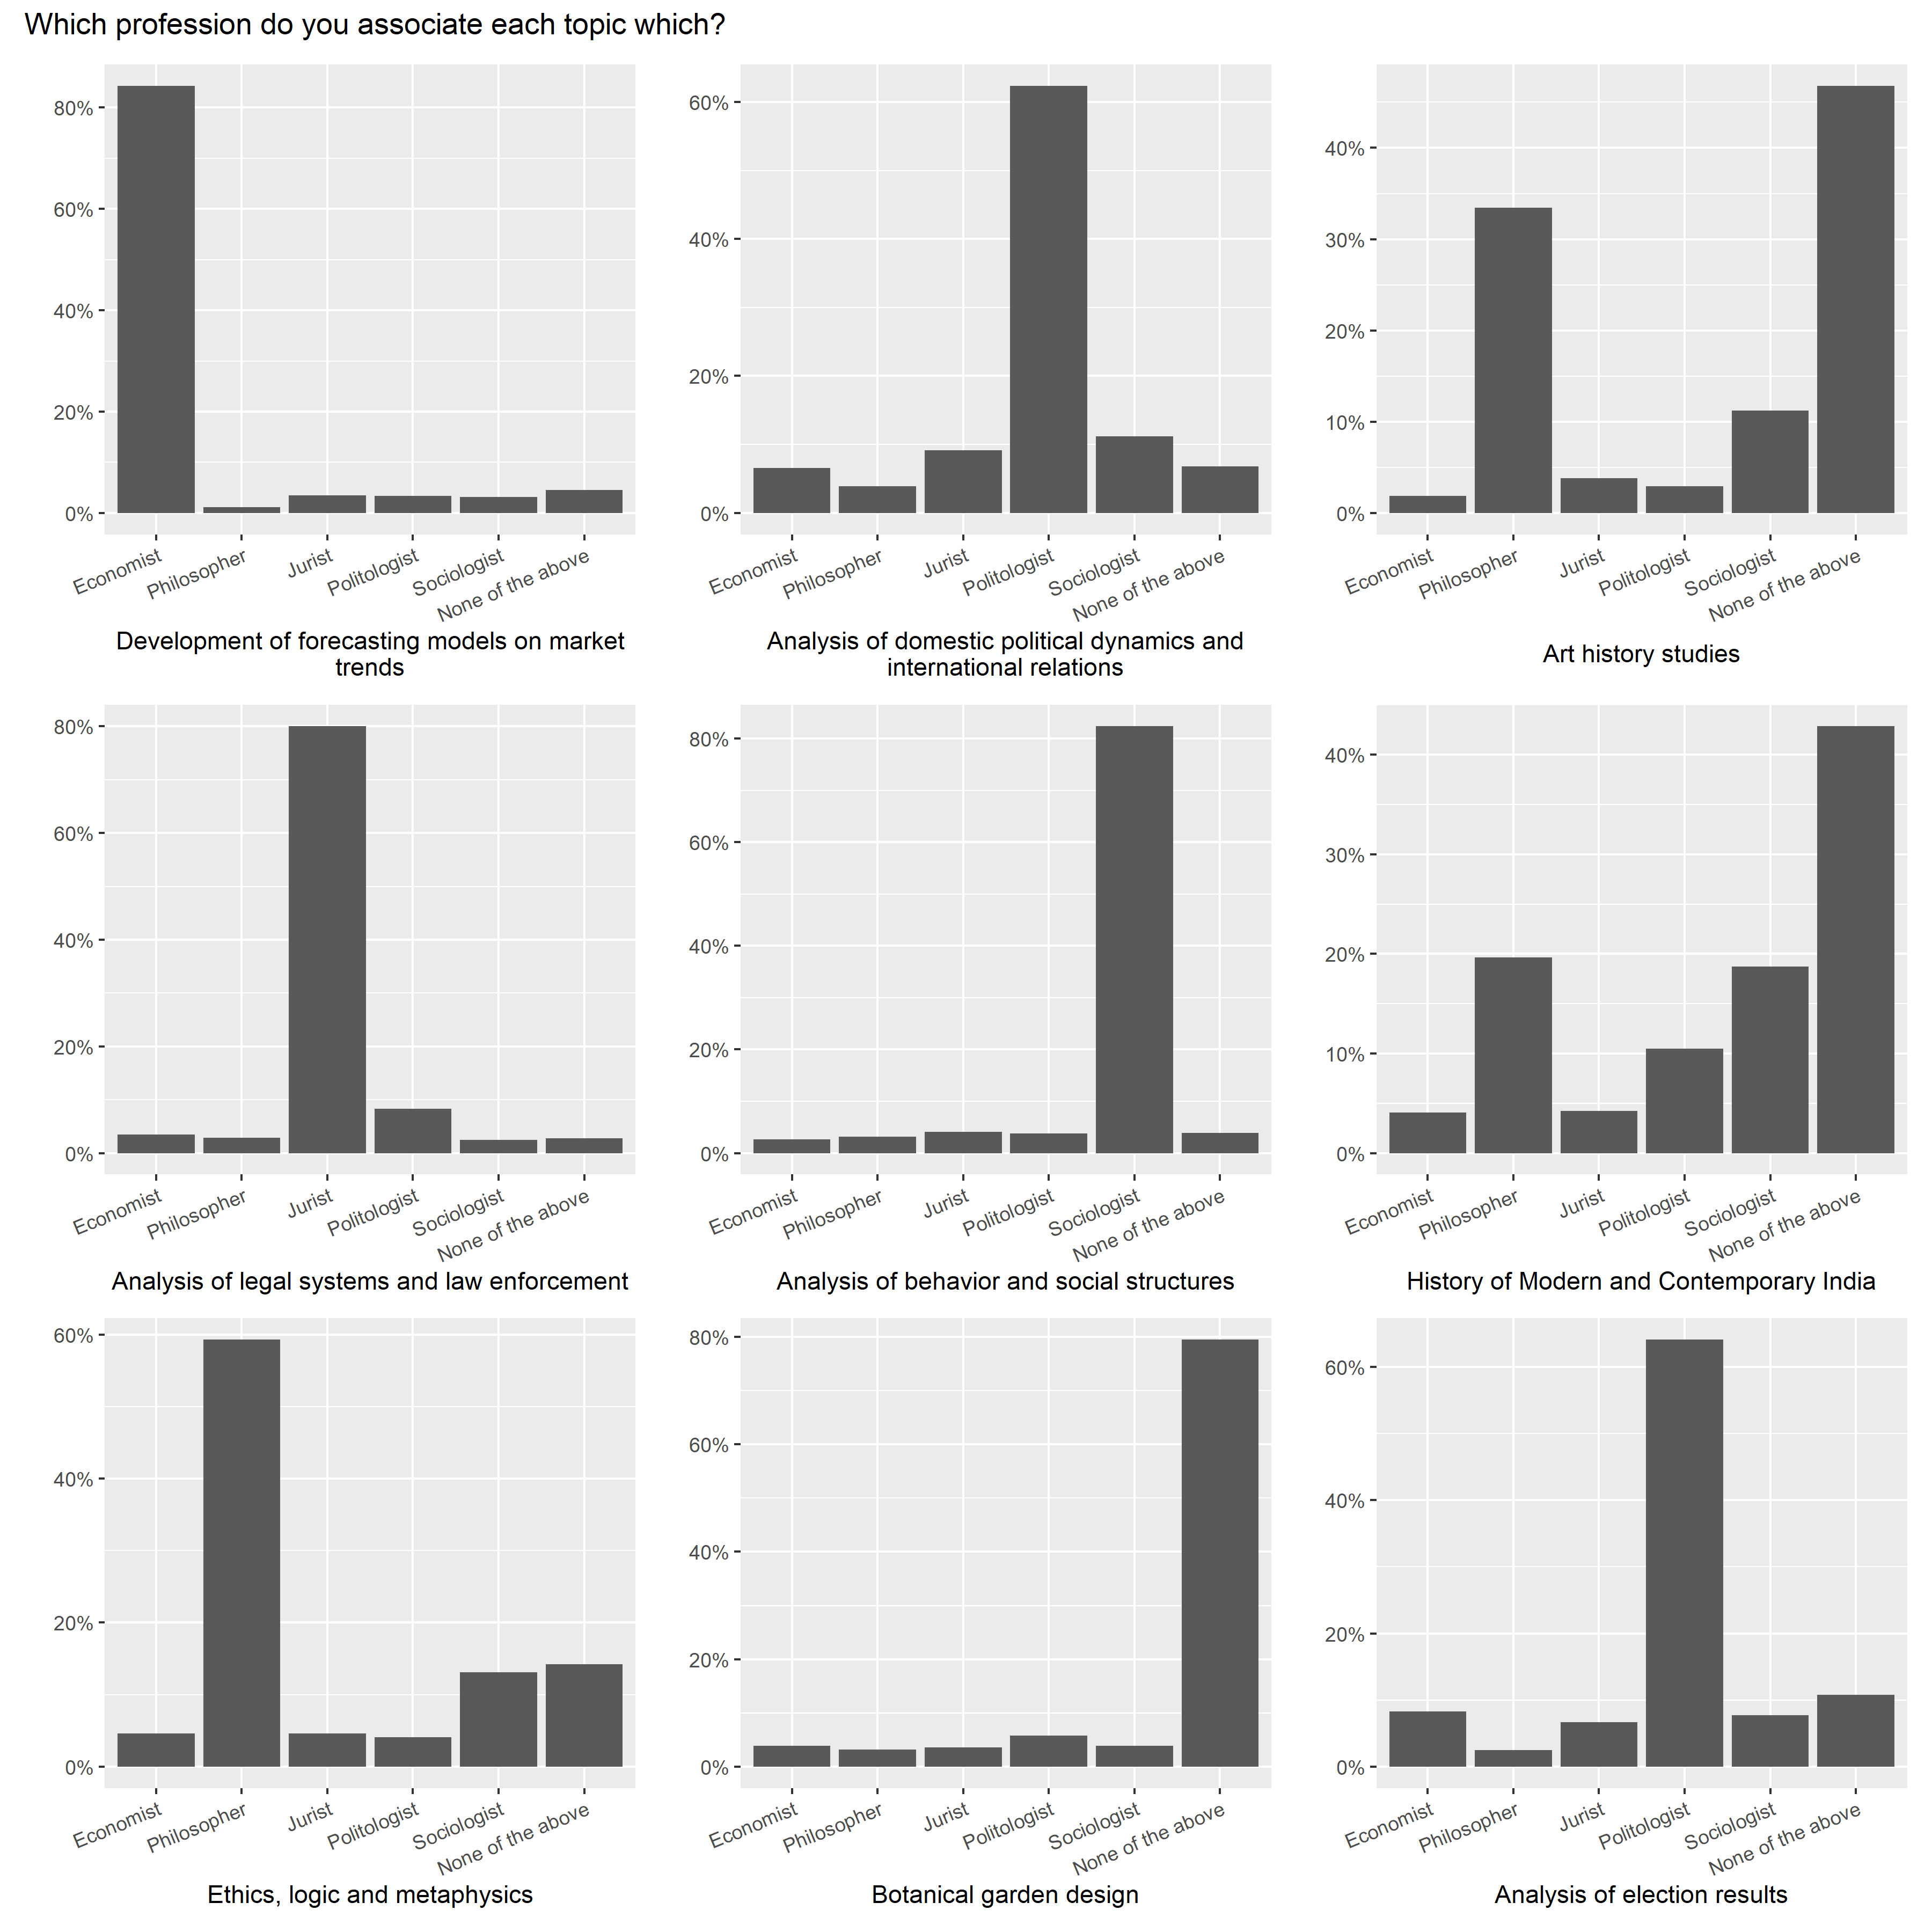 Which profession do you associate each topic which?
80%
60%
40%
20%
0%
Economist
Philosopher
Jurist
Politologist
Sociologist
None of the above
Development of forecasting models on market
trends
60%
40%
20%
0%
Economist
Philosopher
Jurist
Politologist
Sociologist
None of the above
Analysis of domestic political dynamics and
international relations
40%
30%
20%
10%
0%
Economist
Philosopher
Jurist
Politologist
Sociologist
None of the above
Art history studies
80%
60%
40%
20%
0%
Economist
Philosopher
Jurist
Politologist
Sociologist
None of the above
Analysis of legal systems and law enforcement
80%
60%
40%
20%
0%
Economist
Philosopher
Jurist
Politologist
Sociologist
None of the above
Analysis of behavior and social structures
40%
30%
20%
10%
0%
Economist
Philosopher
Jurist
Politologist
Sociologist
None of the above
History of Modern and Contemporary India
60%
40%
20%
0%
Economist
Philosopher
Jurist
Politologist
Sociologist
None of the above
Ethics, logic and metaphysics
80%
60%
40%
20%
0%
Economist
Philosopher
Jurist
Politologist
Sociologist
None of the above
Botanical garden design
60%
40%
20%
0%
Economist
Philosopher
Jurist
Politologist
Sociologist
None of the above
Analysis of election results